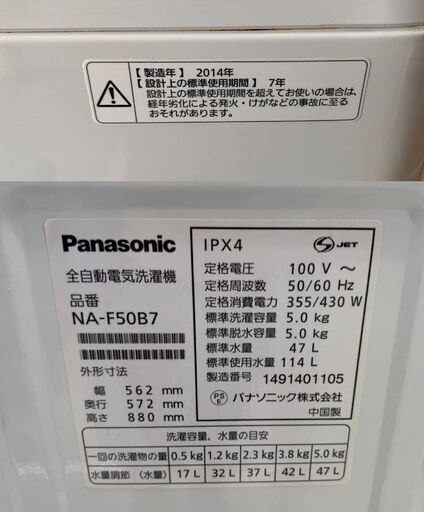 【 製造年 】 2014年
【 設計上の標準使用期間 】 7年
設計上の標準使用期間を超えてお使いの場合は、
経年劣化による発火・けがなどの事故に至る
おそれがあります。
Panasonic
全自動電気洗濯機
品番
NA-F50B7
外形寸法
幅 562 mm
奥行 572 mm
高さ 880 mm
IPX4
S JET
定格電圧 100 V ～
定格周波数 50/60 Hz
定格消費電力 355/430 W
標準洗濯容量 5.0 kg
標準脱水容量 5.0 kg
標準水量 47 L
標準使用水量 114 L
製造番号 1491401105
PS E パナソニック株式会社
中国製
洗濯容量、水量の目安
一回の洗濯物の量 0.5 kg 1.2 kg 2.3 kg 3.8 kg 5.0 kg
水量調節（水量） 17 L 32 L 37 L 42 L 47 L